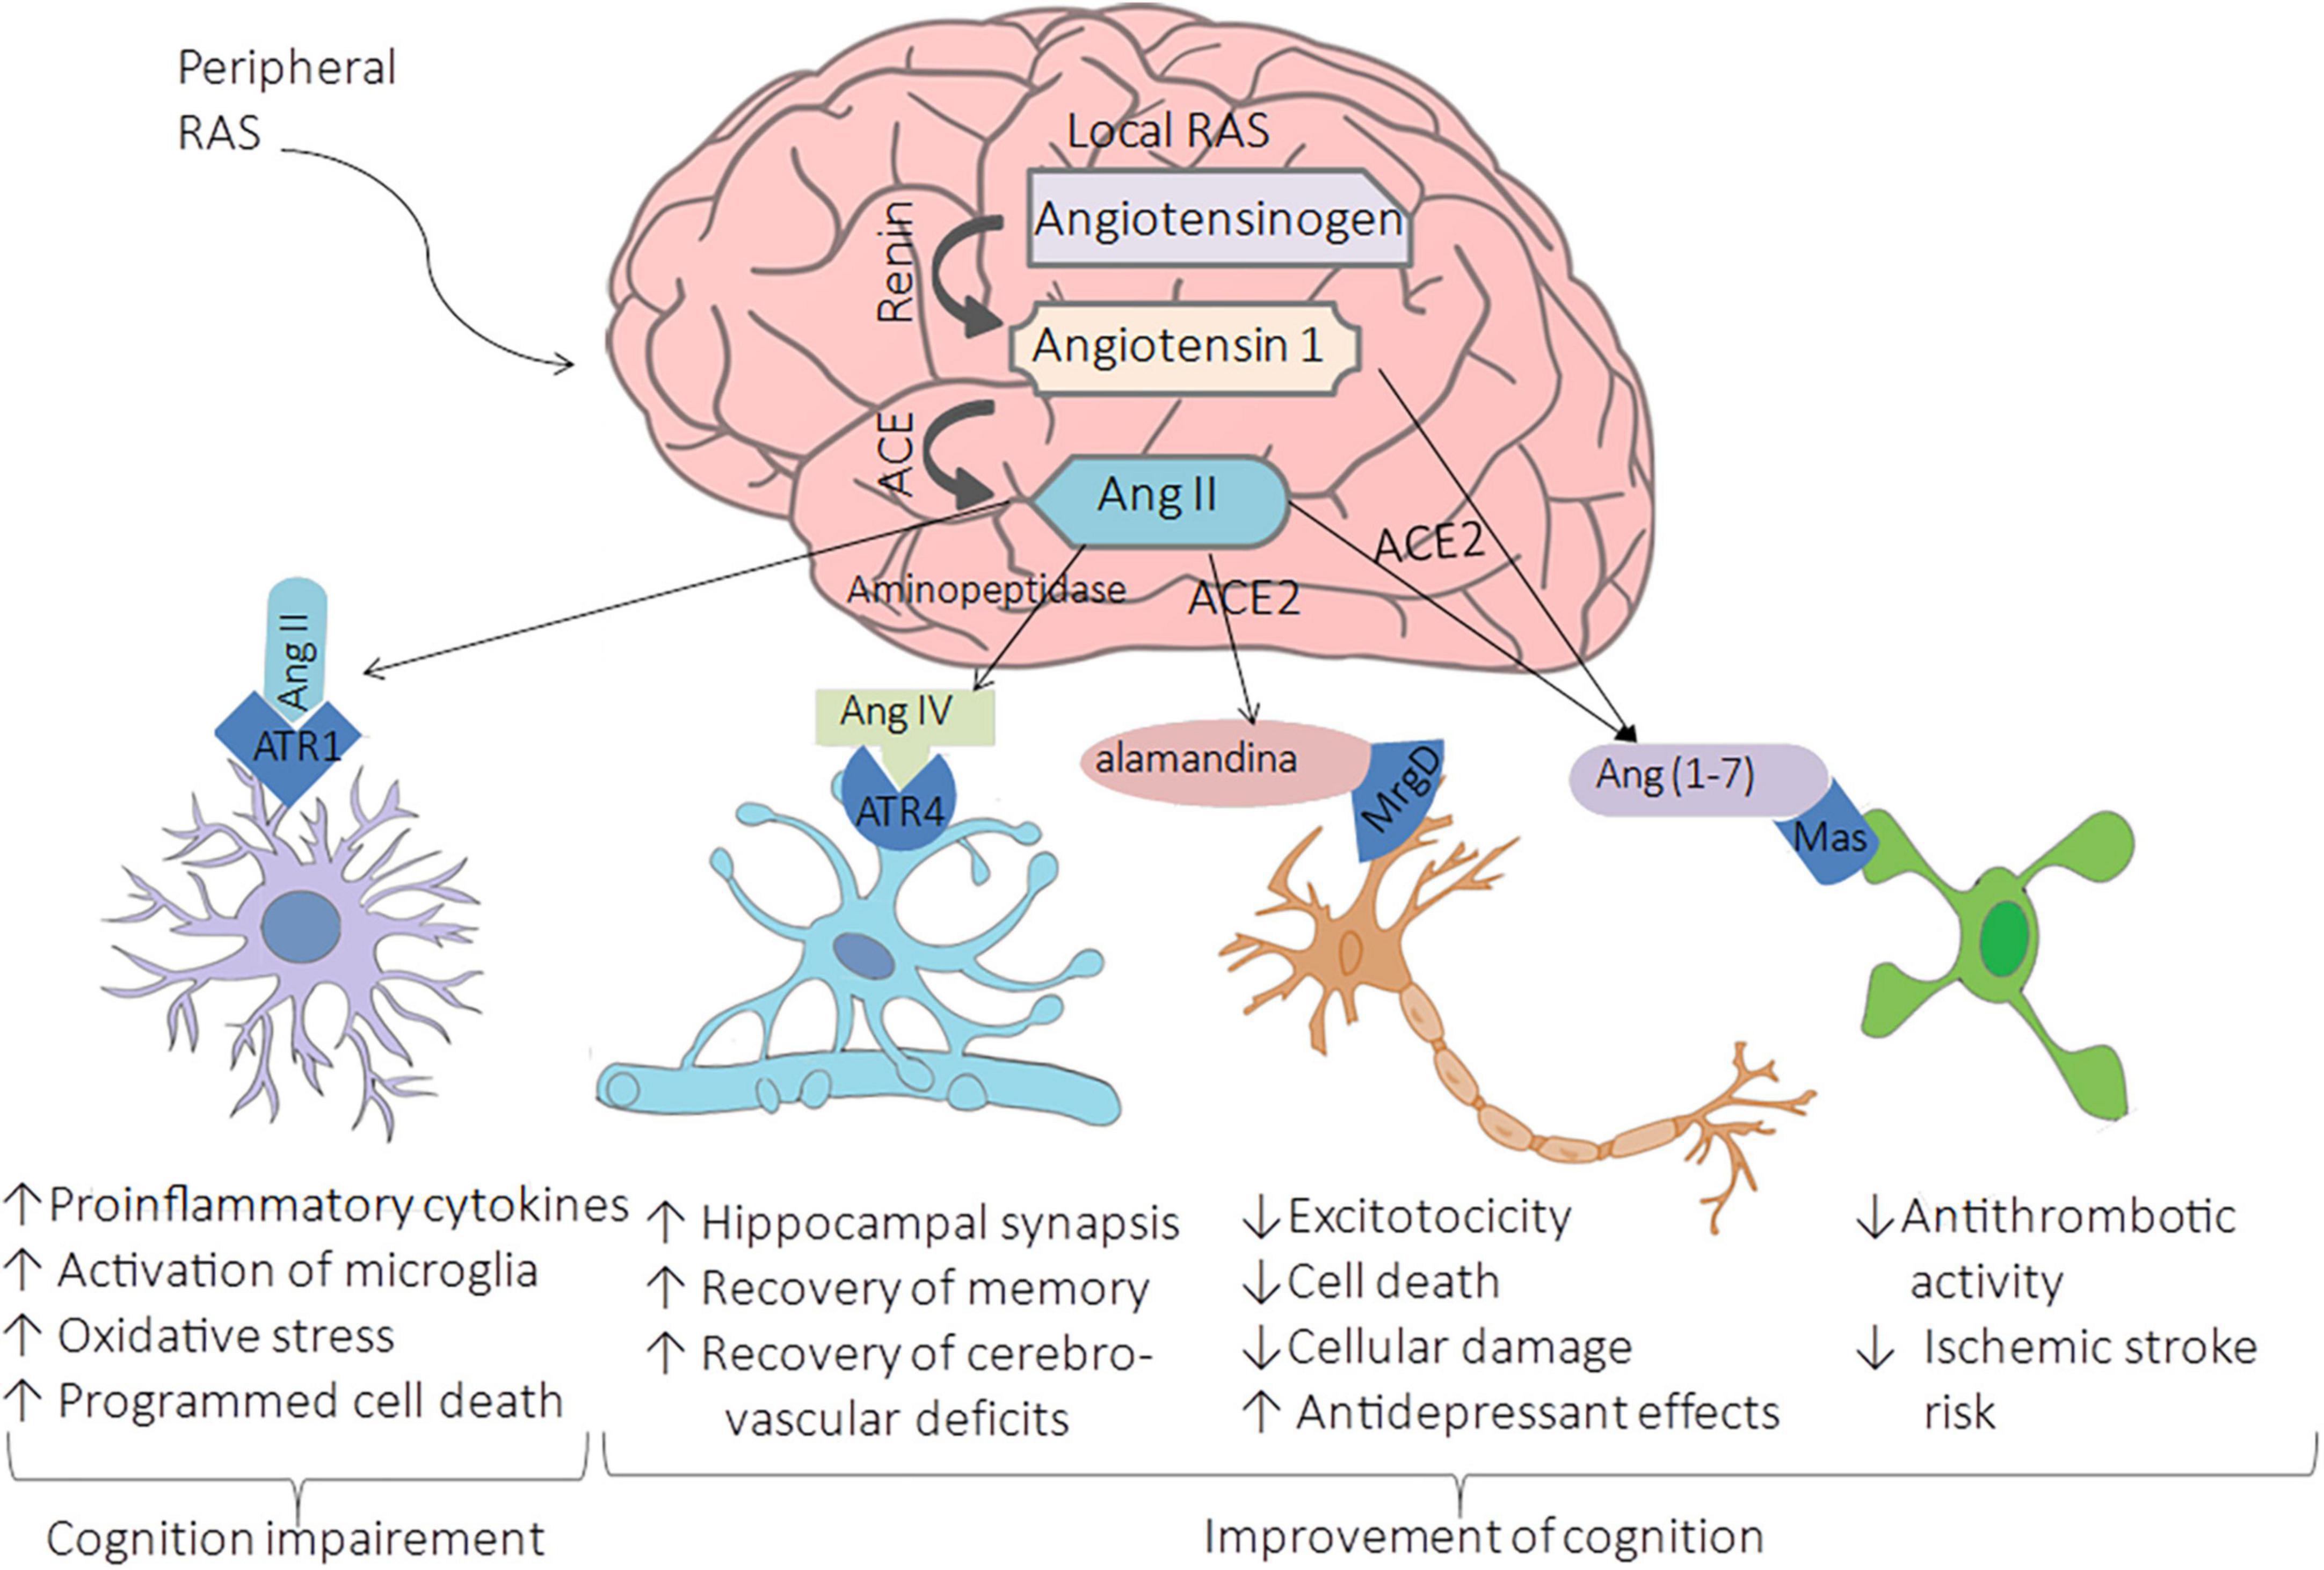 Peripheral
RAS
Local RAS
Angiotensinogen
Renin
Angiotensin 1
ACE
Ang II
ACE2
Aminopeptidase
ACE2
Ang II
ATR1
Ang IV
ATR4
alamandina
MrgD
Ang (1-7)
Mas
↑Proinflammatory cytokines
↑ Activation of microglia
↑ Oxidative stress
↑ Programmed cell death
↑ Hippocampal synapsis
↑ Recovery of memory
↑ Recovery of cerebro-
vascular deficits
↓Excitotocicity
↓Cell death
↓Cellular damage
↑ Antidepressant effects
↓Antithrombotic
activity
↓ Ischemic stroke
risk
Cognition impairement
Improvement of cognition